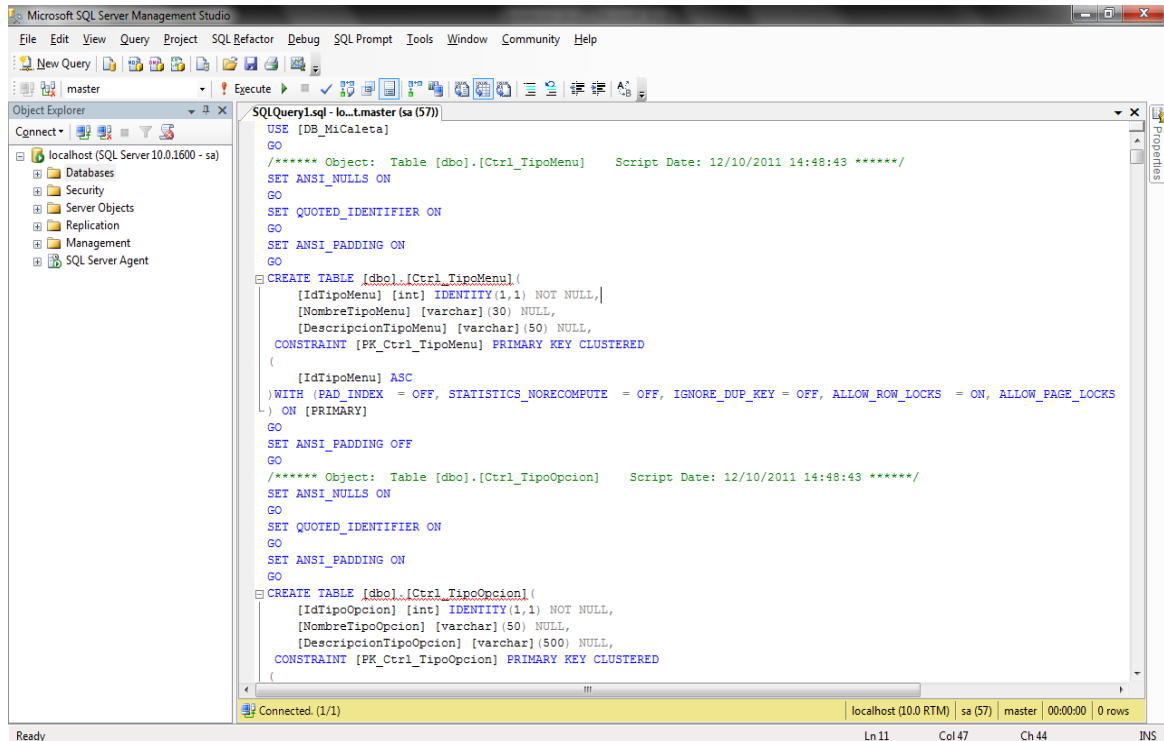 Microsoft SQL Server Management Studio
File Edit View Query Project SQL Refactor Debug SQL Prompt Tools Window Community Help
New Query
master Execute
Object Explorer
Connect
localhost (SQL Server 10.0.1600 - sa)
Databases
Security
Server Objects
Replication
Management
SQL Server Agent
SQLQuery1.sql - lo...t.master (sa (57))
USE [DB_MiCaleta]
GO
/****** Object:  Table [dbo].[Ctrl_TipoMenu]    Script Date: 12/10/2011 14:48:43 ******/
SET ANSI_NULLS ON
GO
SET QUOTED_IDENTIFIER ON
GO
SET ANSI_PADDING ON
GO
CREATE TABLE [dbo].[Ctrl_TipoMenu](
[IdTipoMenu] [int] IDENTITY(1,1) NOT NULL,
[NombreTipoMenu] [varchar](30) NULL,
[DescripcionTipoMenu] [varchar](50) NULL,
CONSTRAINT [PK_Ctrl_TipoMenu] PRIMARY KEY CLUSTERED
(
[IdTipoMenu] ASC
)WITH (PAD_INDEX  = OFF, STATISTICS_NORECOMPUTE  = OFF, IGNORE_DUP_KEY = OFF, ALLOW_ROW_LOCKS  = ON, ALLOW_PAGE_LOCKS
) ON [PRIMARY]
GO
SET ANSI_PADDING OFF
GO
/****** Object:  Table [dbo].[Ctrl_TipoOpcion]    Script Date: 12/10/2011 14:48:43 ******/
SET ANSI_NULLS ON
GO
SET QUOTED_IDENTIFIER ON
GO
SET ANSI_PADDING ON
GO
CREATE TABLE [dbo].[Ctrl_TipoOpcion](
[IdTipoOpcion] [int] IDENTITY(1,1) NOT NULL,
[NombreTipoOpcion] [varchar](50) NULL,
[DescripcionTipoOpcion] [varchar](500) NULL,
CONSTRAINT [PK_Ctrl_TipoOpcion] PRIMARY KEY CLUSTERED
(
Properties
Connected. (1/1) localhost (10.0 RTM) sa (57) master 00:00:00 0 rows
Ready Ln 11 Col 47 Ch 44 INS